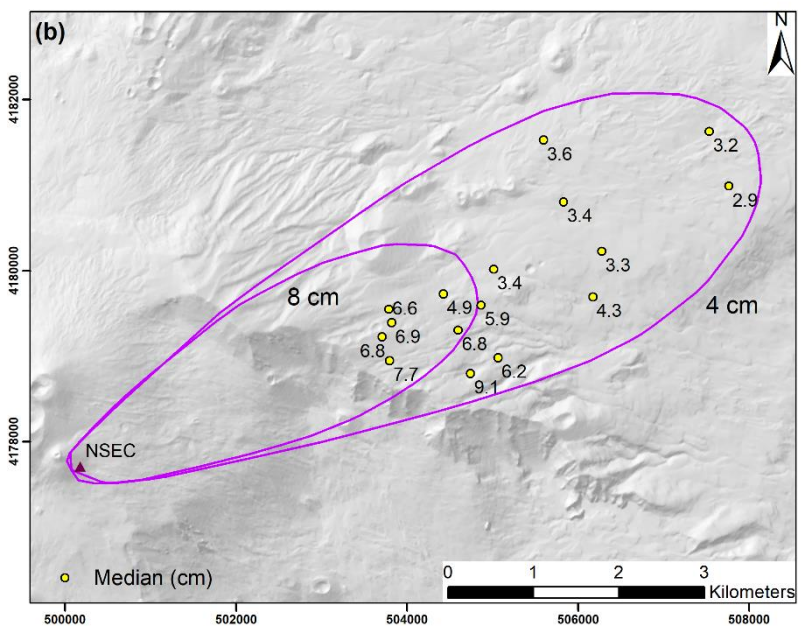 (b)
N
4182000
3.2
3.6
2.9
3.4
3.3
4180000
3.4
8 cm
4.9
4.3
4 cm
6.6
5.9
6.9
6.8
6.8
6.2
7.7
9.1
4178000
NSEC
Median (cm)
0 1 2 3
Kilometers
500000 502000 504000 506000 508000